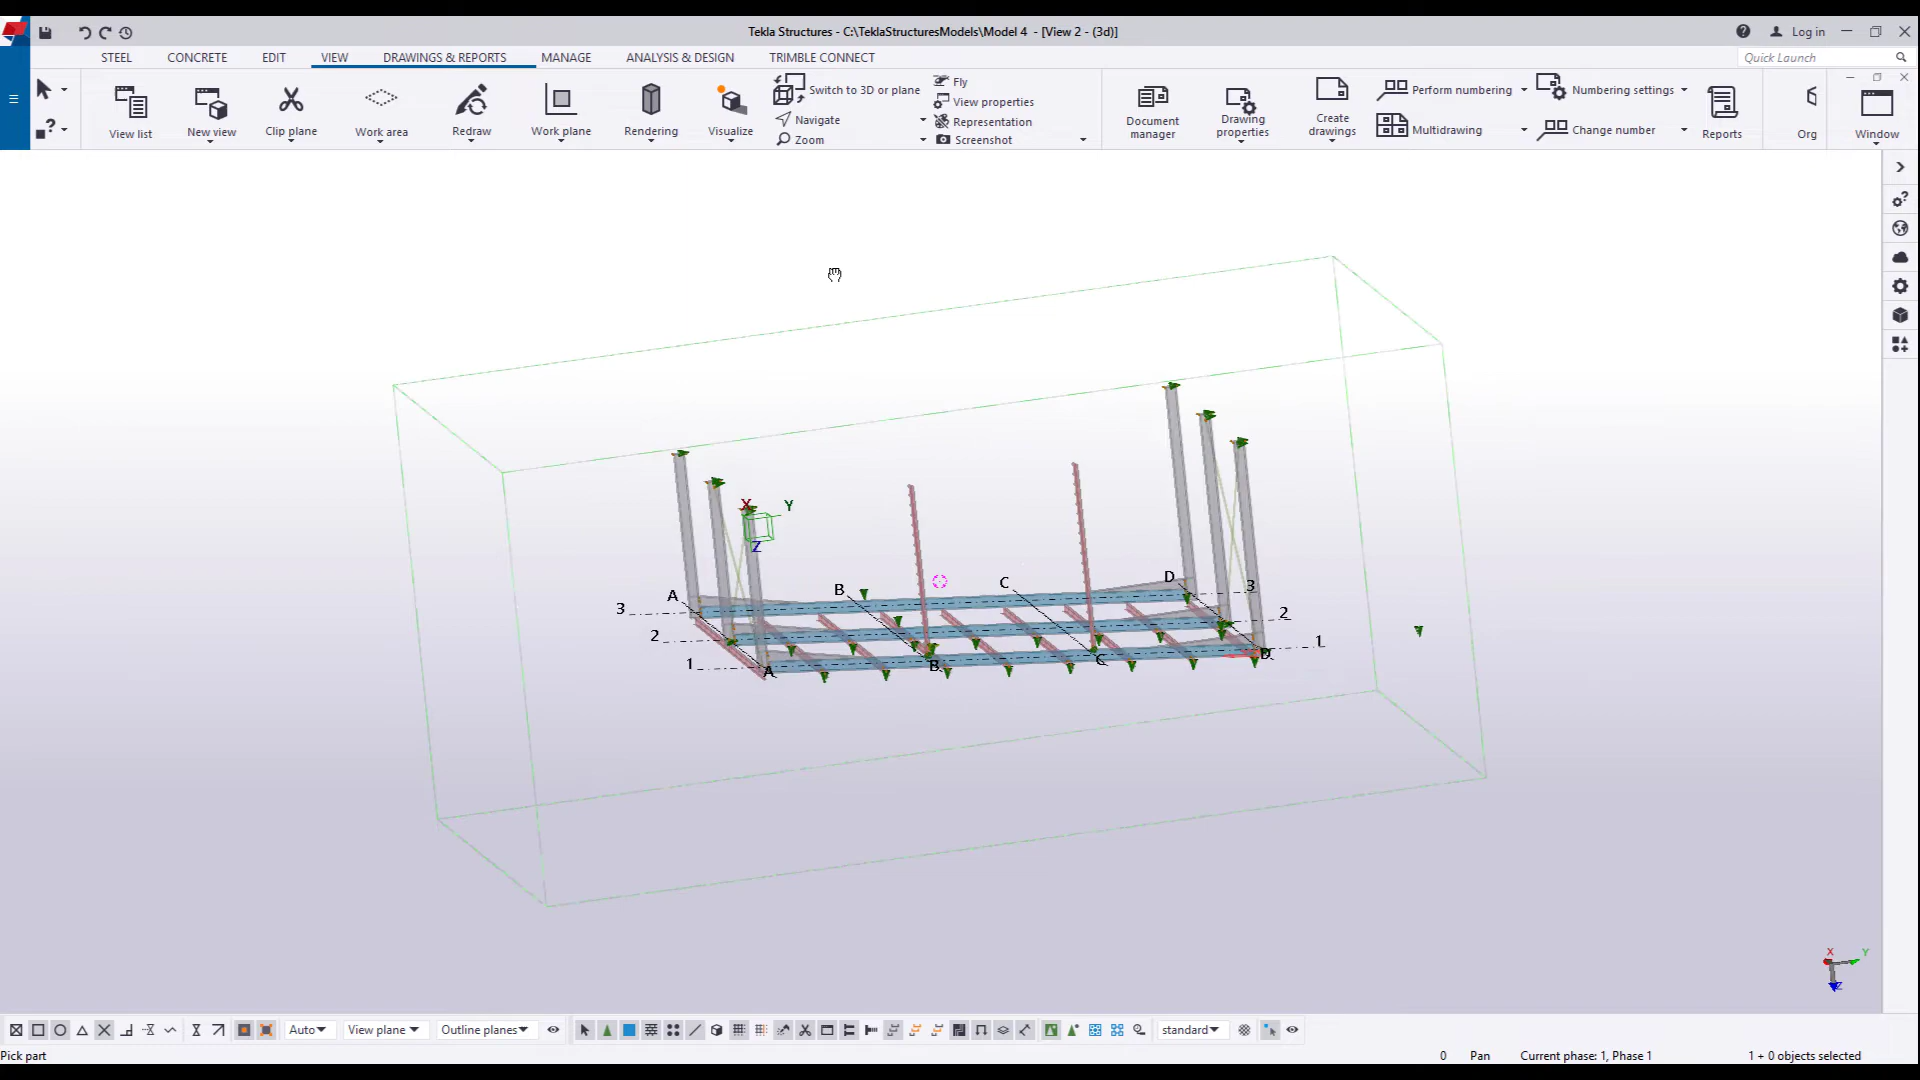 Tekla Structures - C:\TeklaStructuresModels\Model 4 - [View 2 - (3d)]
Log in
STEEL CONCRETE EDIT VIEW DRAWINGS & REPORTS MANAGE ANALYSIS & DESIGN TRIMBLE CONNECT
Quick Launch
View list
New view
Clip plane
Work area
Redraw
Work plane
Rendering
Visualize
Switch to 3D or plane
Navigate
Zoom
Fly
View properties
Representation
Screenshot
Document manager
Drawing properties
Create drawings
Perform numbering
Multidrawing
Numbering settings
Change number
Reports
Org
Window
X Y
Z
A B C D
3 3
2 2
1 1
A B C D
X Y
Z
Auto View plane Outline planes standard
Pick part
0 Pan Current phase: 1, Phase 1 1 + 0 objects selected